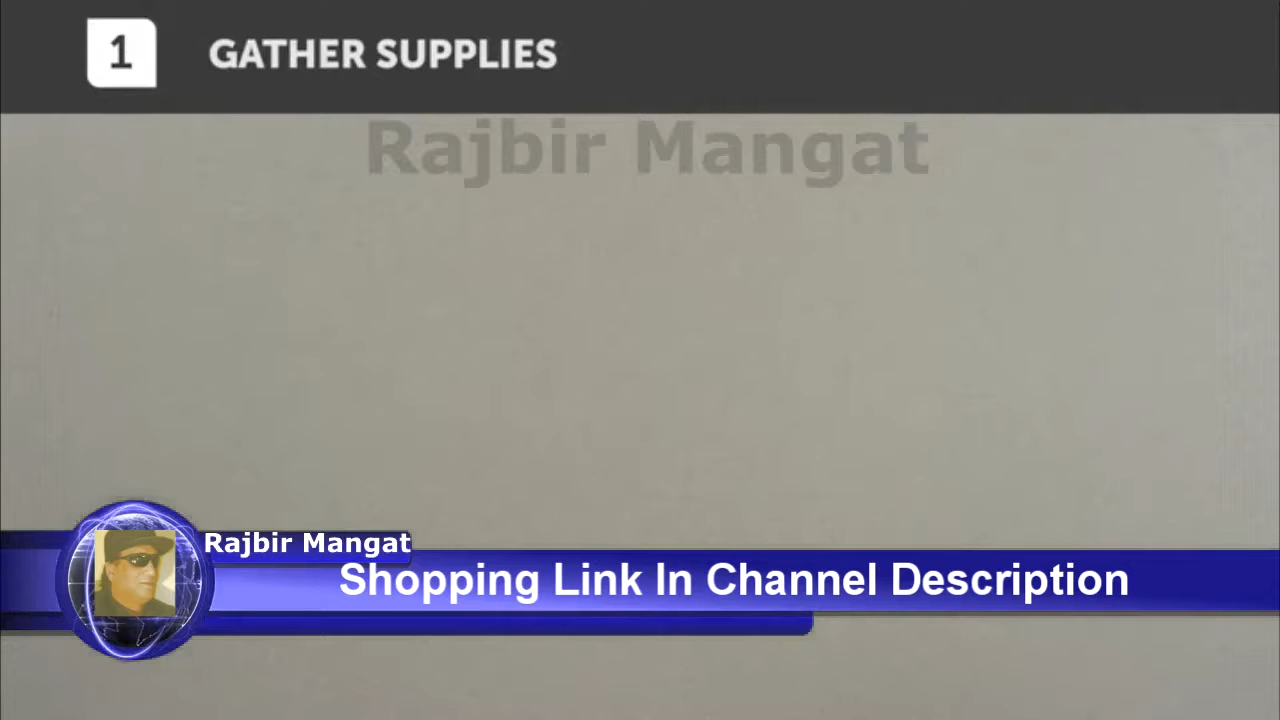 1 GATHER SUPPLIES
Rajbir Mangat
Rajbir Mangat
Shopping Link In Channel Description